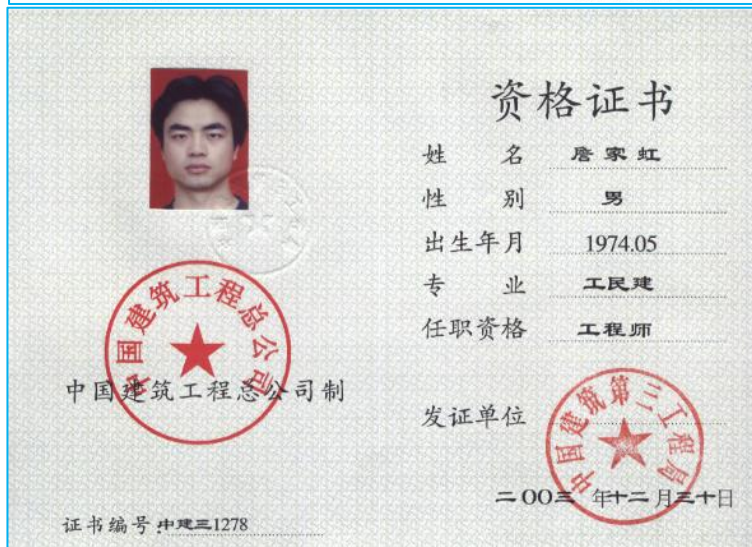 资格证书
姓 名 詹家虹
性 别 男
出生年月 1974.05
专 业 工民建
任职资格 工程师
发证单位
中国建筑第三工程局
二〇〇三 年十二月三十日
中国建筑工程总公司
中国建筑工程总公司制
证书编号:中建三1278